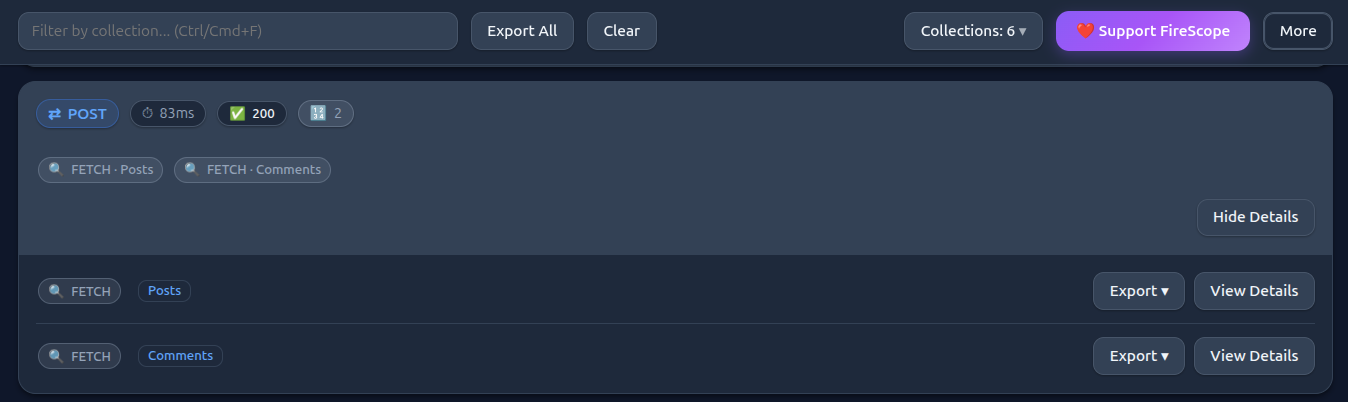 Filter by collection... (Ctrl/Cmd+F) Export All Clear Collections: 6 ▾ ❤️ Support FireScope More
⇄ POST ⏱ 83ms ✅ 200 🔢 2
🔍 FETCH · Posts 🔍 FETCH · Comments
Hide Details
🔍 FETCH Posts Export ▾ View Details
🔍 FETCH Comments Export ▾ View Details